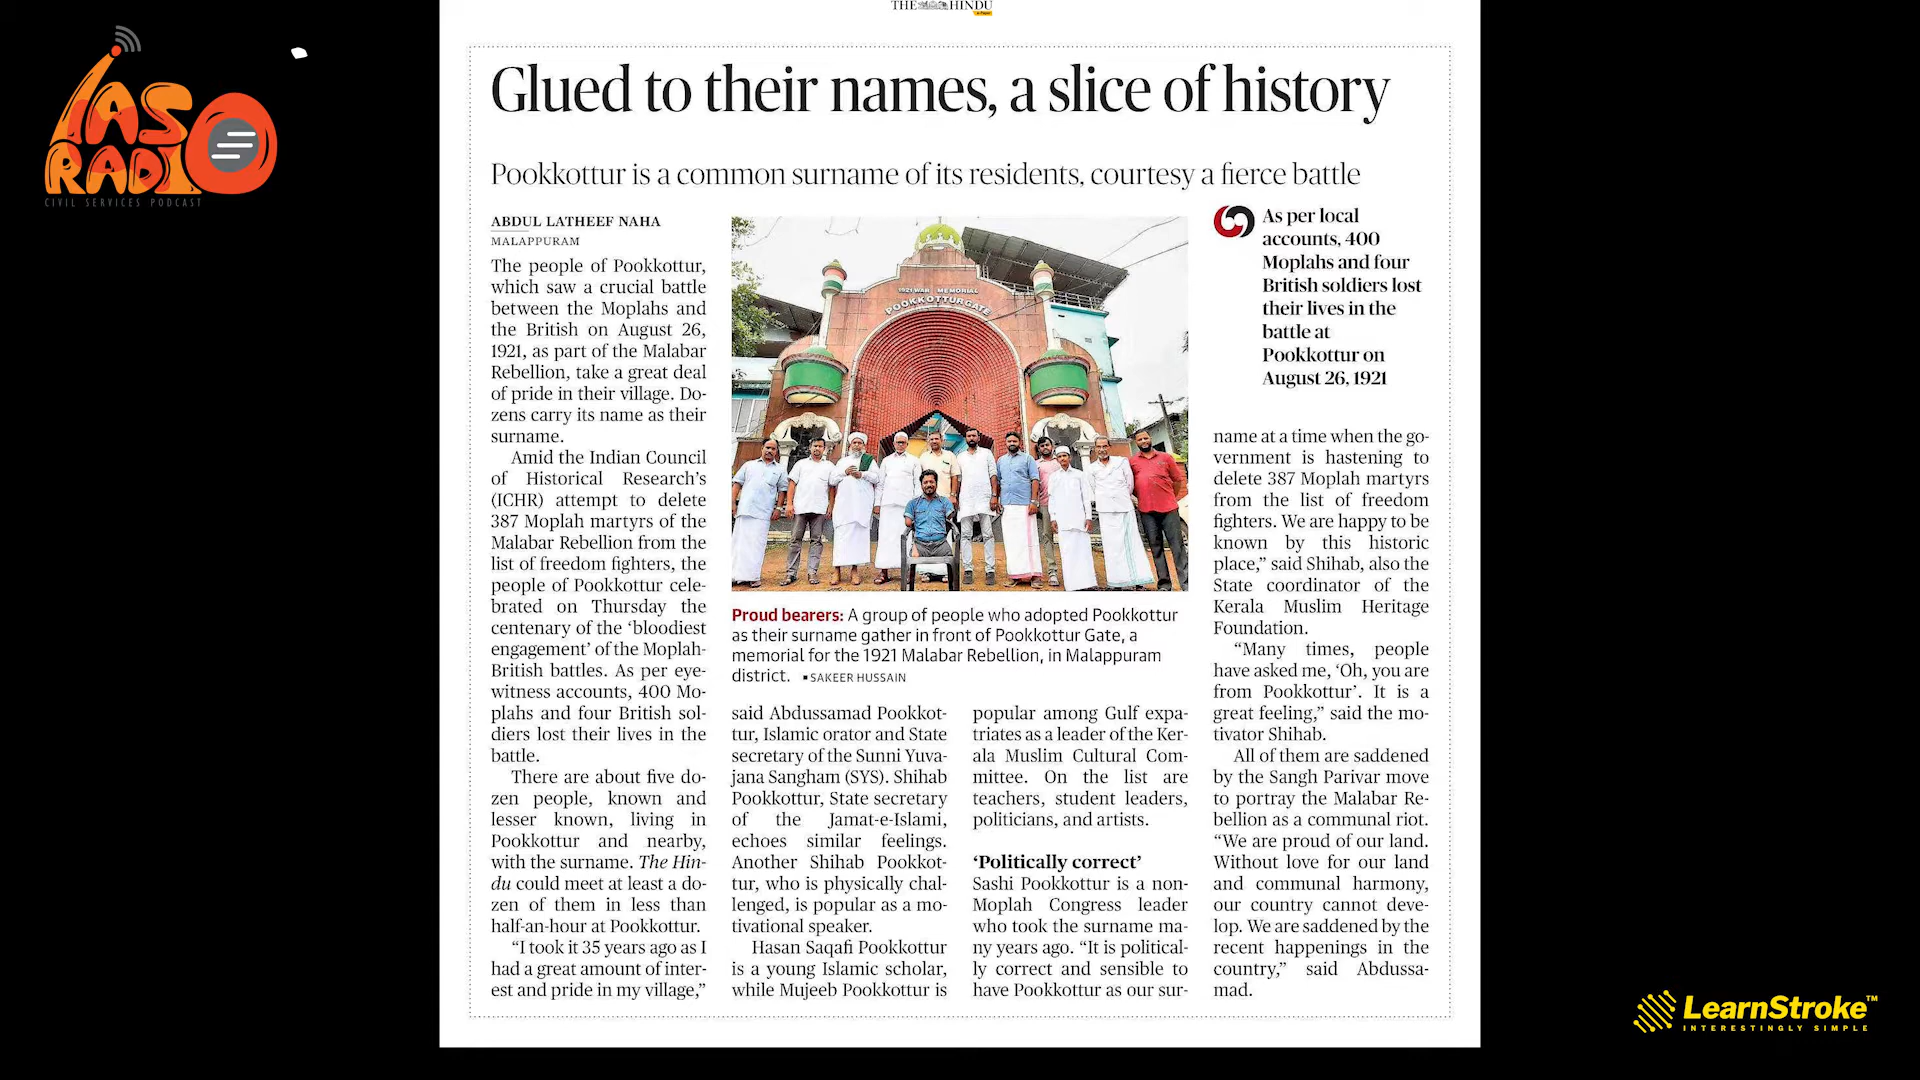 THE HINDU
IAS
RADIO
CIVIL SERVICES PODCAST
Glued to their names, a slice of history
Pookkottur is a common surname of its residents, courtesy a fierce battle
ABDUL LATHEEF NAHA
MALAPPURAM
The people of Pookkottur,
which saw a crucial battle
between the Moplahs and
the British on August 26,
1921, as part of the Malabar
Rebellion, take a great deal
of pride in their village. Do-
zens carry its name as their
surname.
Amid the Indian Council
of Historical Research's
(ICHR) attempt to delete
387 Moplah martyrs of the
Malabar Rebellion from the
list of freedom fighters, the
people of Pookkottur cele-
brated on Thursday the
centenary of the 'bloodiest
engagement' of the Moplah-
British battles. As per eye-
witness accounts, 400 Mo-
plahs and four British sol-
diers lost their lives in the
battle.
There are about five do-
zen people, known and
lesser known, living in
Pookkottur and nearby,
with the surname. The Hin-
du could meet at least a do-
zen of them in less than
half-an-hour at Pookkottur.
"I took it 35 years ago as I
had a great amount of inter-
est and pride in my village,"
1921 WAR MEMORIAL
POOKKOTTUR GATE
Proud bearers: A group of people who adopted Pookkottur
as their surname gather in front of Pookkottur Gate, a
memorial for the 1921 Malabar Rebellion, in Malappuram
district. ▪ SAKEER HUSSAIN
said Abdussamad Pookkot-
tur, Islamic orator and State
secretary of the Sunni Yuva-
jana Sangham (SYS). Shihab
Pookkottur, State secretary
of the Jamat-e-Islami,
echoes similar feelings.
Another Shihab Pookkot-
tur, who is physically chal-
lenged, is popular as a mo-
tivational speaker.
Hasan Saqafi Pookkottur
is a young Islamic scholar,
while Mujeeb Pookkottur is
popular among Gulf expa-
triates as a leader of the Ker-
ala Muslim Cultural Com-
mittee. On the list are
teachers, student leaders,
politicians, and artists.
'Politically correct'
Sashi Pookkottur is a non-
Moplah Congress leader
who took the surname ma-
ny years ago. "It is political-
ly correct and sensible to
have Pookkottur as our sur-
As per local
accounts, 400
Moplahs and four
British soldiers lost
their lives in the
battle at
Pookkottur on
August 26, 1921
name at a time when the go-
vernment is hastening to
delete 387 Moplah martyrs
from the list of freedom
fighters. We are happy to be
known by this historic
place," said Shihab, also the
State coordinator of the
Kerala Muslim Heritage
Foundation.
"Many times, people
have asked me, 'Oh, you are
from Pookkottur'. It is a
great feeling," said the mo-
tivator Shihab.
All of them are saddened
by the Sangh Parivar move
to portray the Malabar Re-
bellion as a communal riot.
"We are proud of our land.
Without love for our land
and communal harmony,
our country cannot deve-
lop. We are saddened by the
recent happenings in the
country," said Abdussa-
mad.
LearnStroke™
INTERESTINGLY SIMPLE